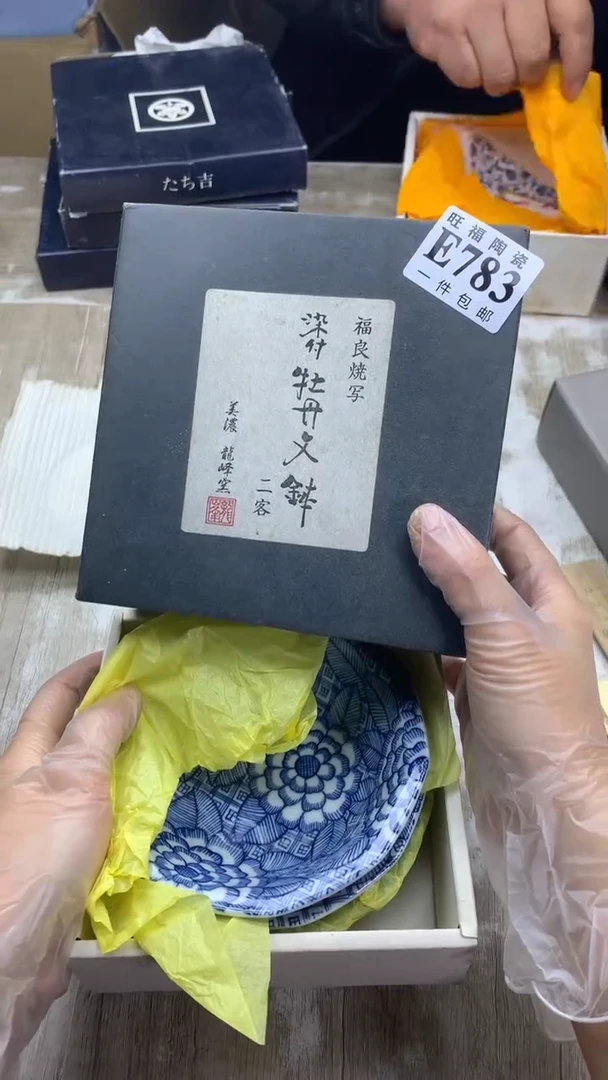 たち吉
旺福陶瓷
E783
一件包邮
福良焼写
染付 牡丹文鉢
二客
美濃 龍峰窯